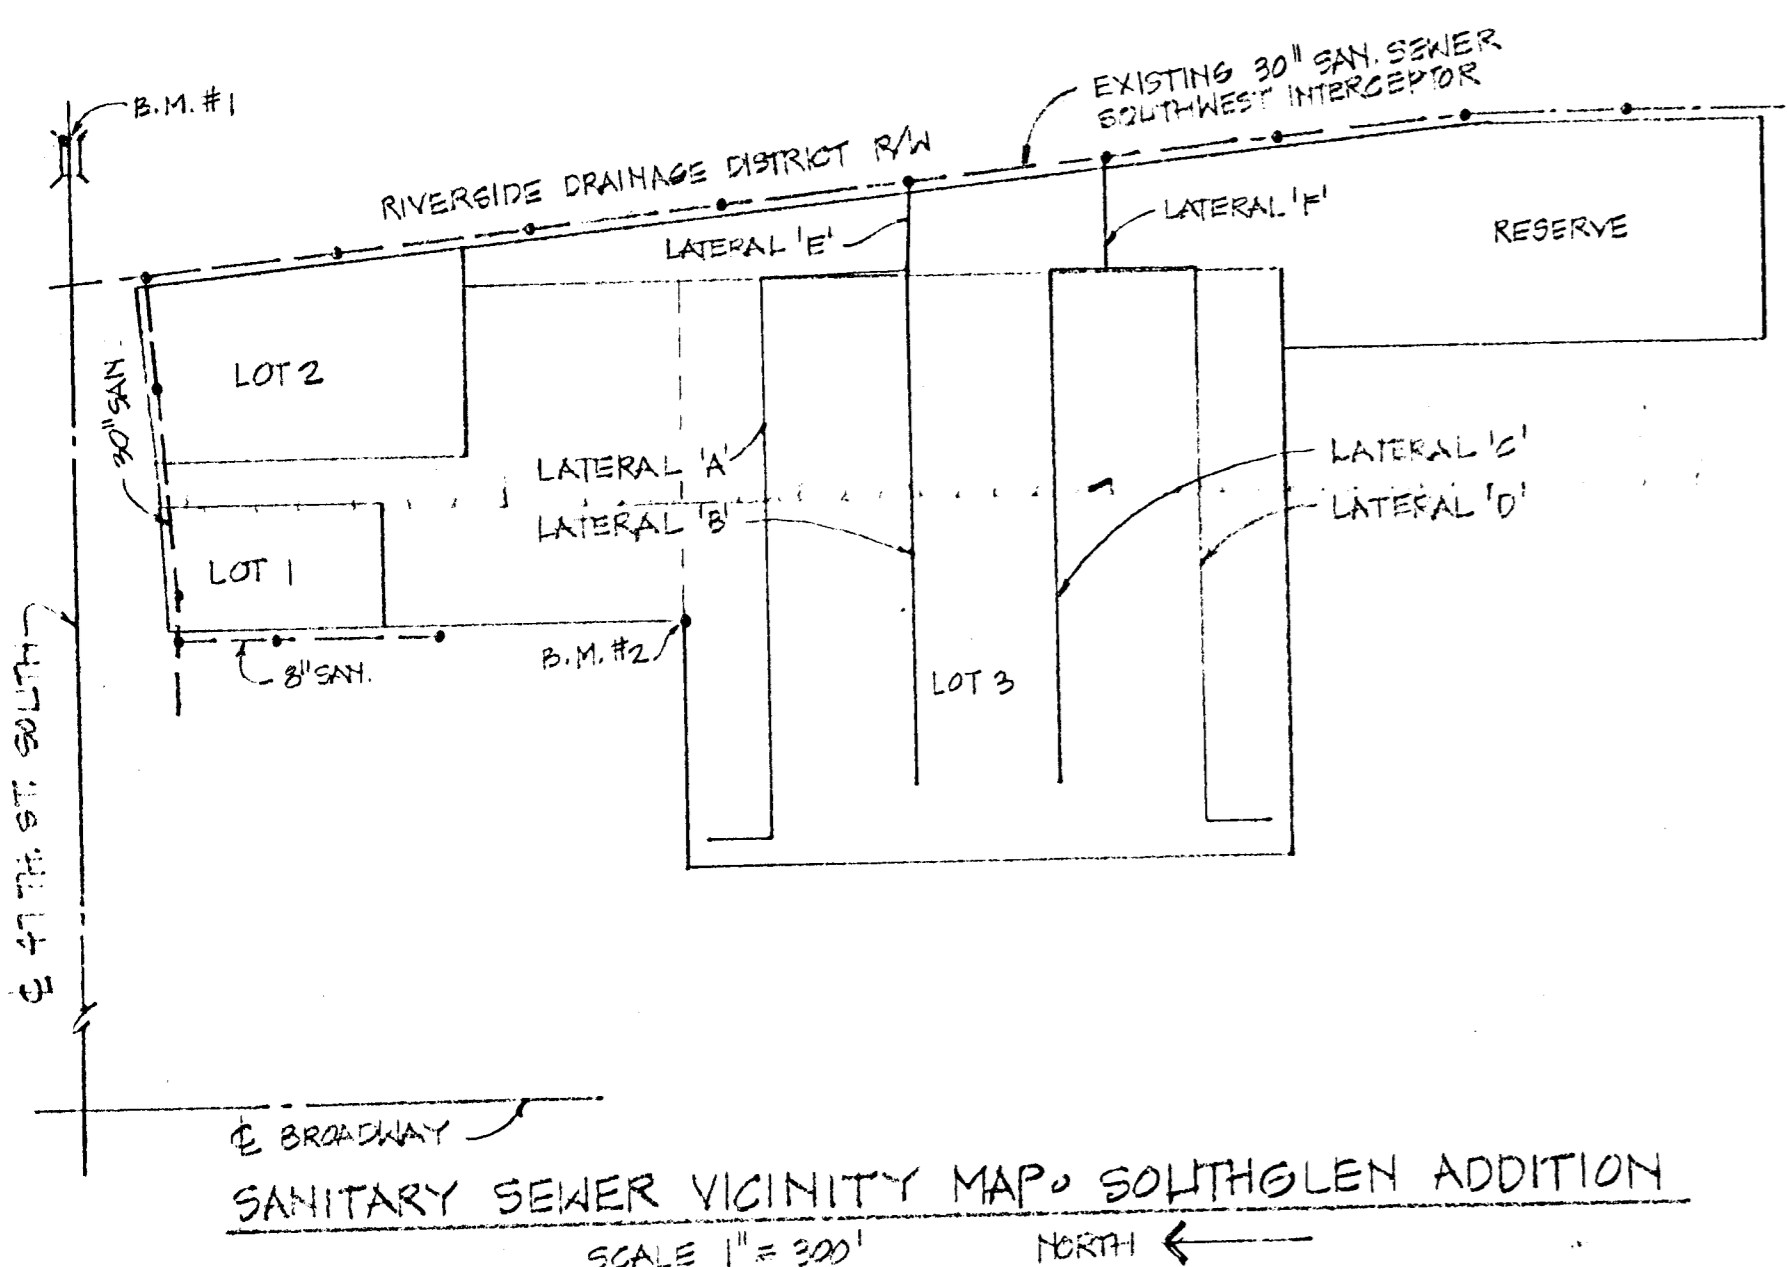 B.M. #1
EXISTING 30" SAN. SEWER
SOUTHWEST INTERCEPTOR
RIVERSIDE DRAINAGE DISTRICT R/W
LATERAL 'E'
LATERAL 'F'
RESERVE
LOT 2
30" SAN.
LATERAL 'A'
LATERAL 'B'
LATERAL 'C'
LATERAL 'D'
LOT 1
B.M. #2
8" SAN.
LOT 3
℄ 47TH. ST. SOUTH
℄ BROADWAY
SANITARY SEWER VICINITY MAP. SOUTHGLEN ADDITION
SCALE 1" = 300'
NORTH